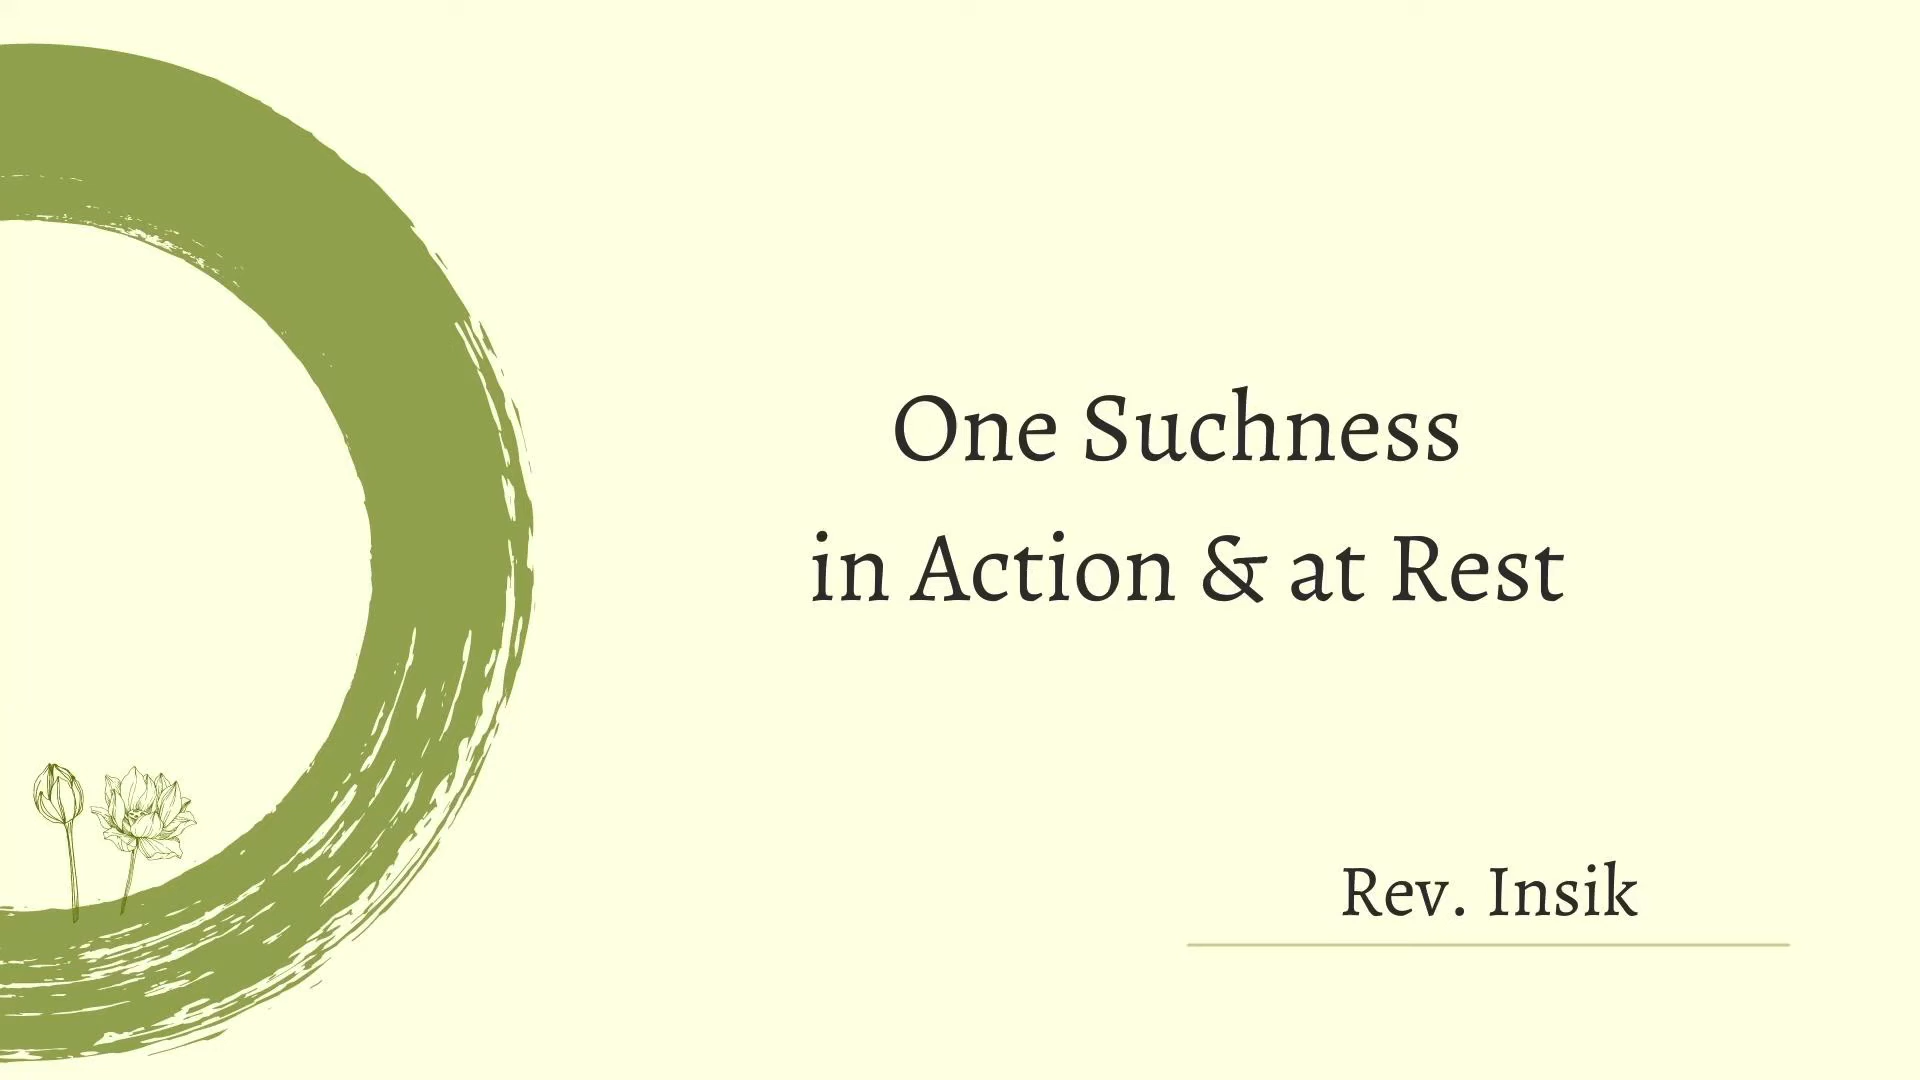 One Suchness
in Action & at Rest
Rev. Insik